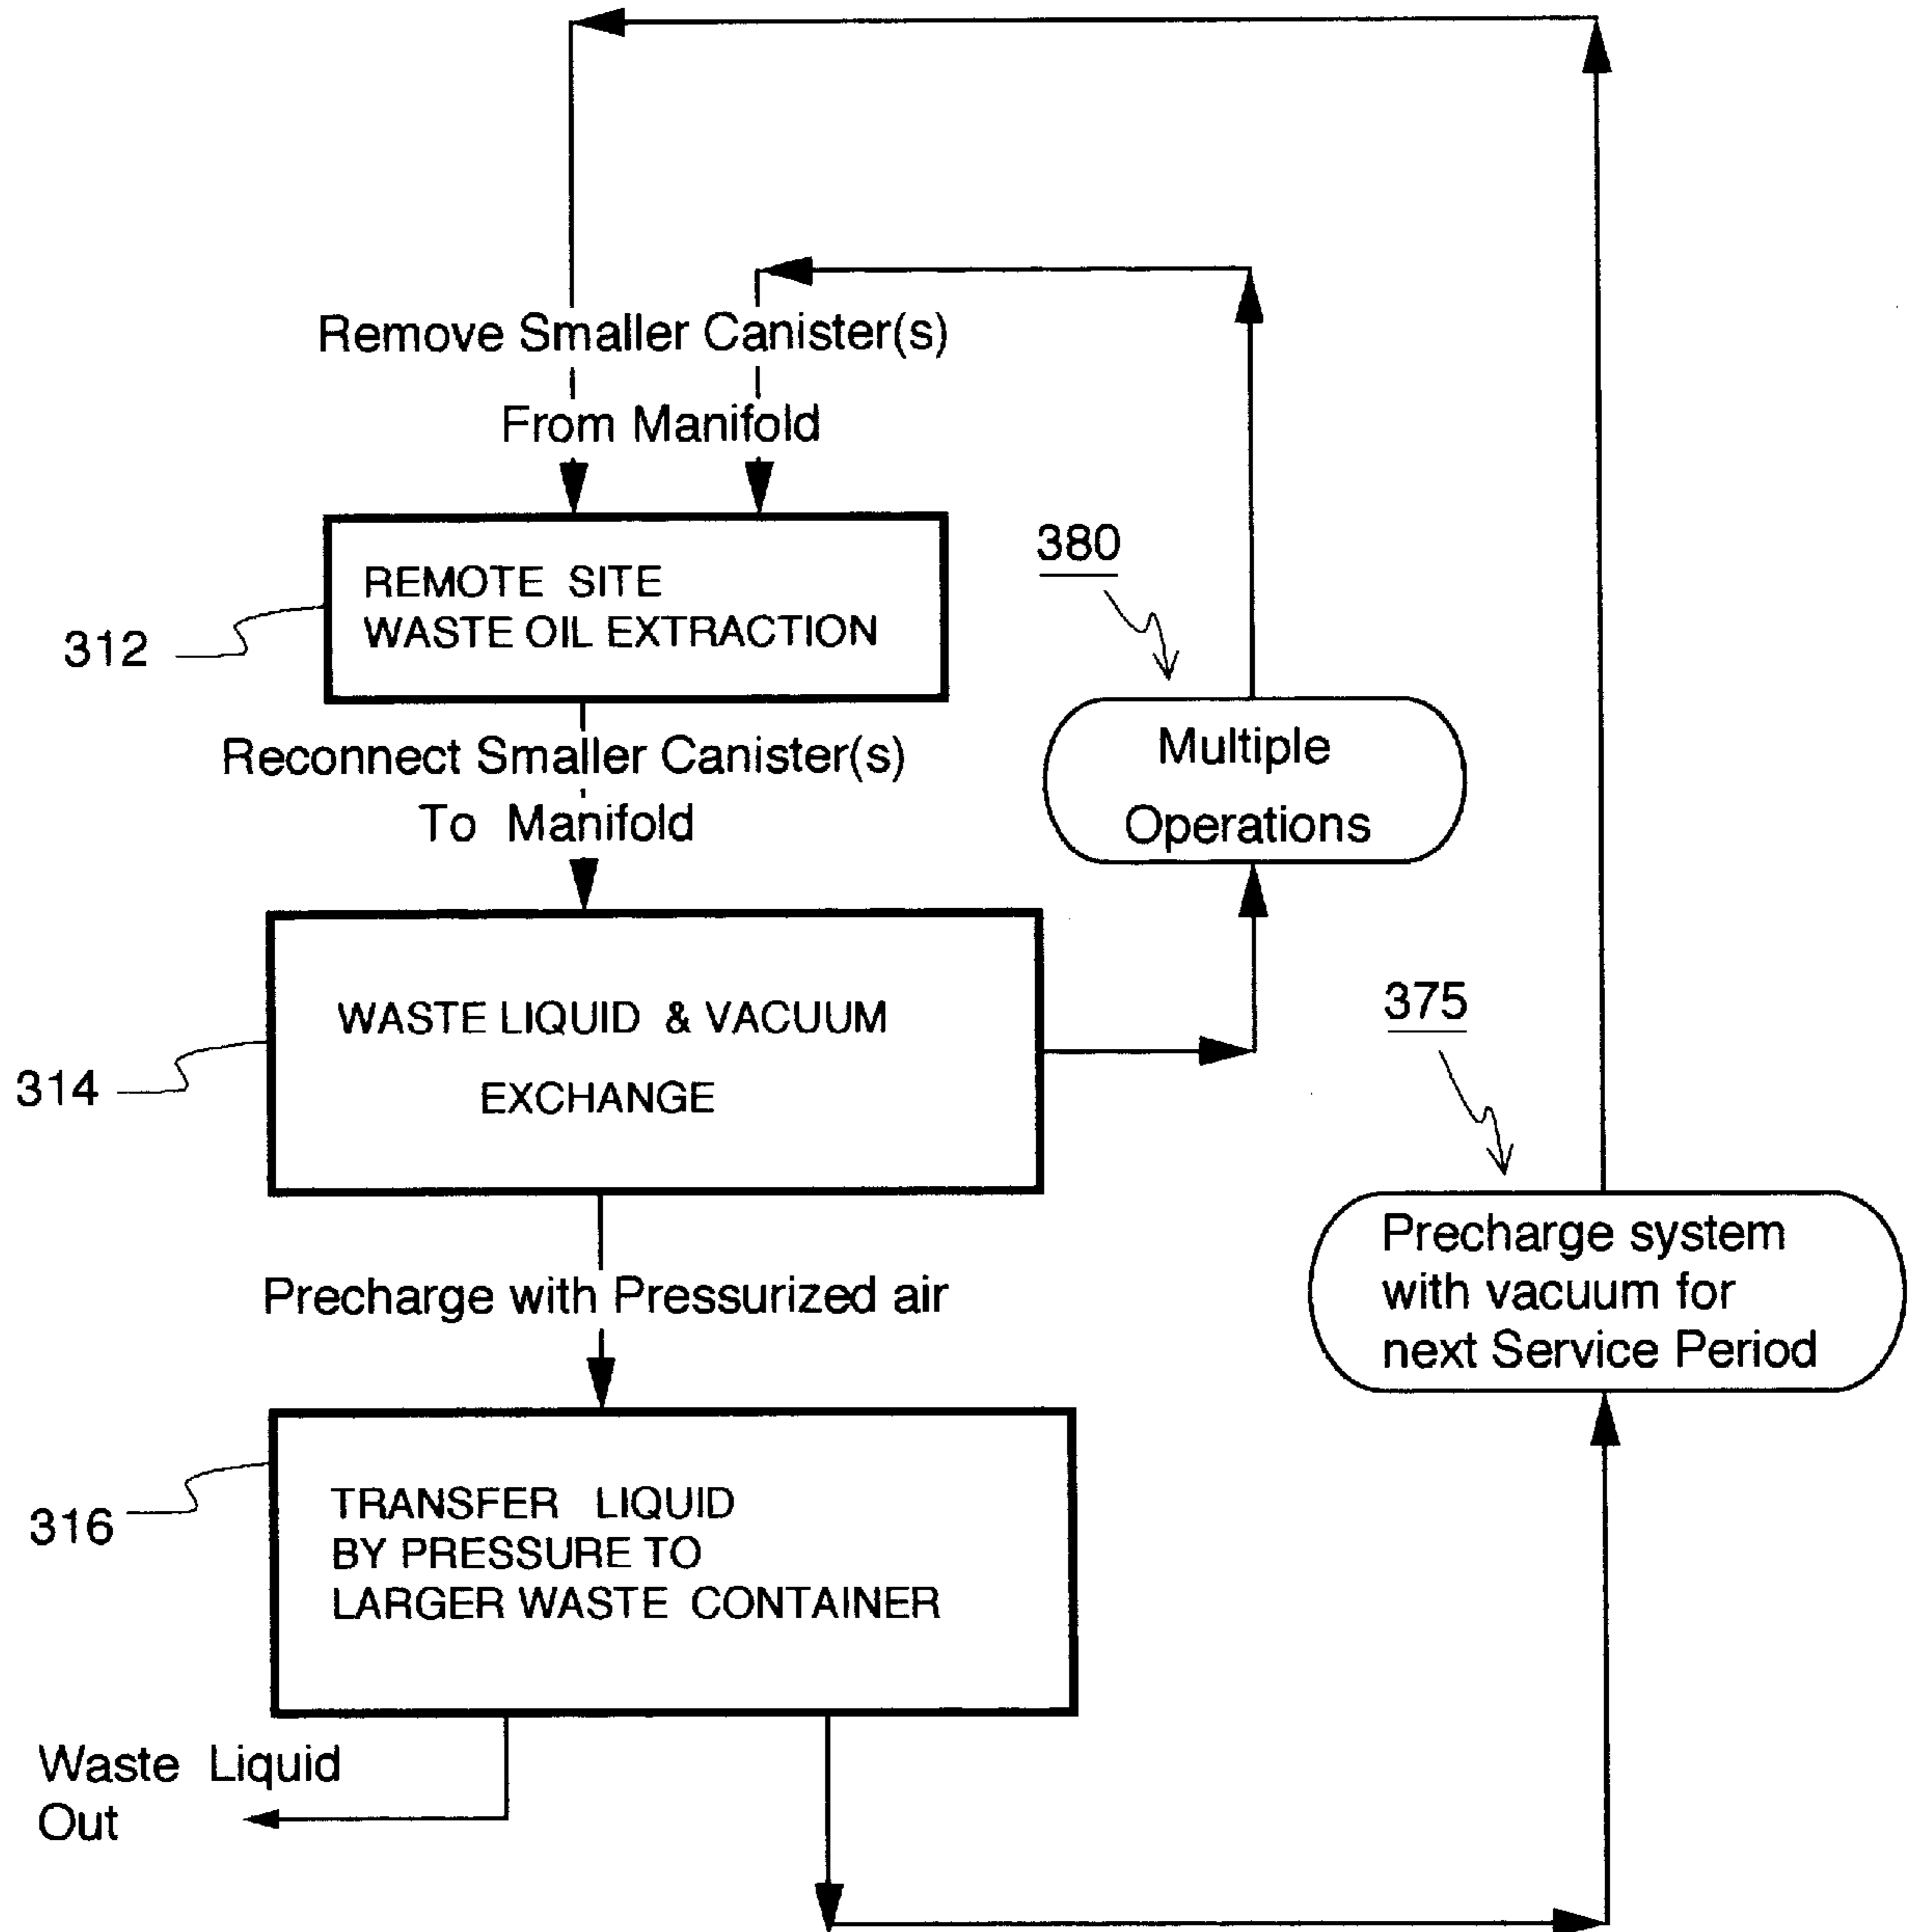 Remove Smaller Canister(s)
From Manifold
REMOTE SITE
WASTE OIL EXTRACTION
312
380
Reconnect Smaller Canister(s)
To Manifold
Multiple
Operations
WASTE LIQUID & VACUUM
EXCHANGE
314
375
Precharge with Pressurized air
Precharge system
with vacuum for
next Service Period
TRANSFER LIQUID
BY PRESSURE TO
LARGER WASTE CONTAINER
316
Waste Liquid
Out